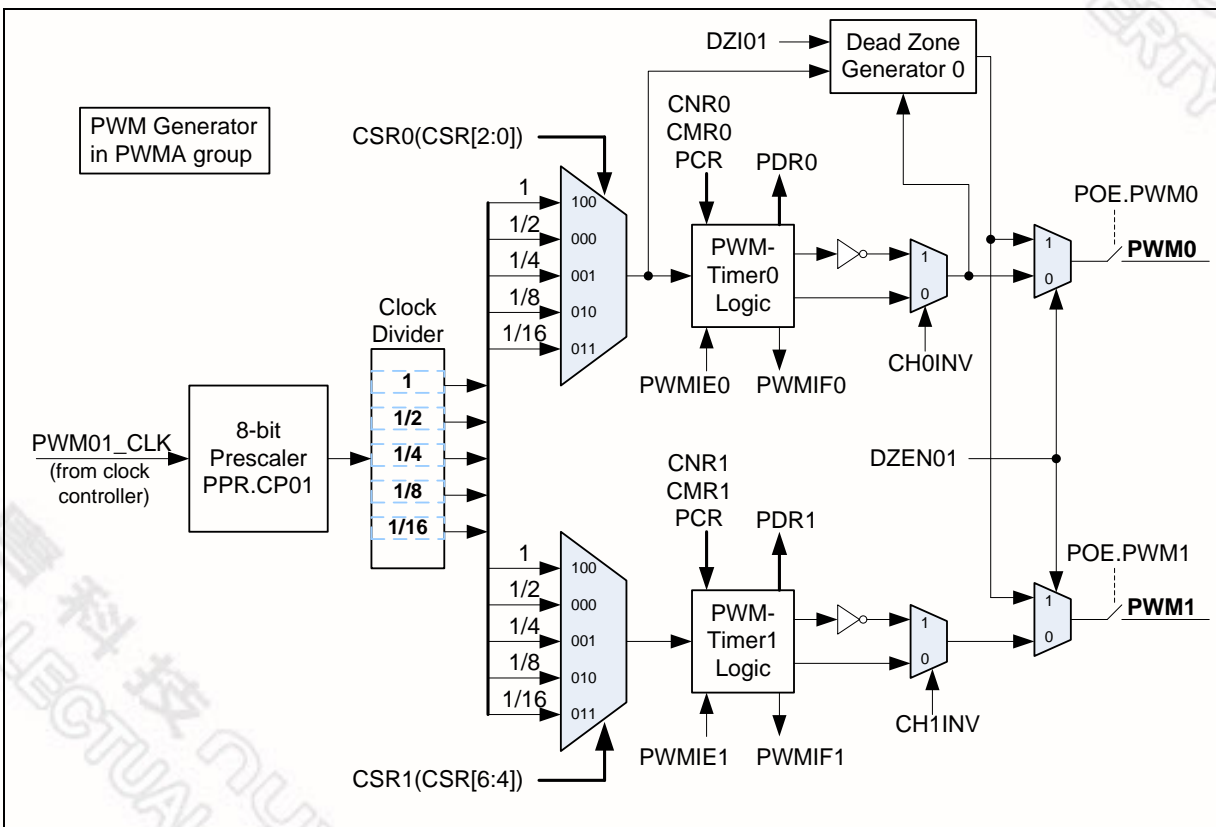 PWM Generator
in PWMA group
DZI01
Dead Zone
Generator 0
CSR0(CSR[2:0])
CNR0
CMR0
PCR
PDR0
1
1/2
1/4
1/8
1/16
100
000
001
010
011
PWM-
Timer0
Logic
1
0
CH0INV
PWMIE0
PWMIF0
1
0
POE.PWM0
PWM0
Clock
Divider
1
1/2
1/4
1/8
1/16
PWM01_CLK
(from clock
controller)
8-bit
Prescaler
PPR.CP01
DZEN01
CNR1
CMR1
PCR
PDR1
1
1/2
1/4
1/8
1/16
100
000
001
010
011
PWM-
Timer1
Logic
1
0
CH1INV
PWMIE1
PWMIF1
1
0
POE.PWM1
PWM1
CSR1(CSR[6:4])
科技